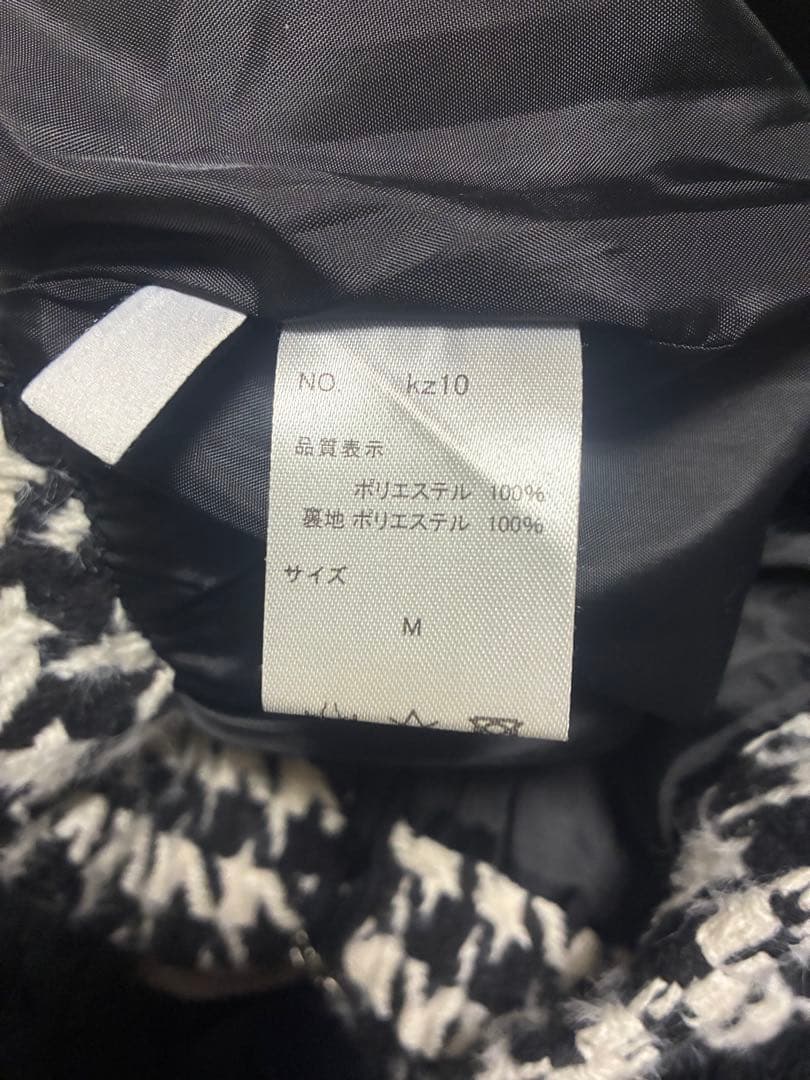 NO. kz10
品質表示
ポリエステル 100%
裏地 ポリエステル 100%
サイズ
M